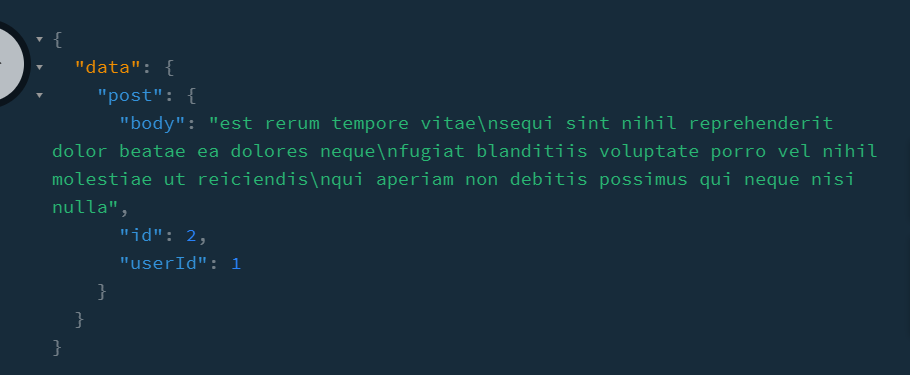 {
"data": {
"post": {
"body": "est rerum tempore vitae\nsequi sint nihil reprehenderit
dolor beatae ea dolores neque\nfugiat blanditiis voluptate porro vel nihil
molestiae ut reiciendis\nqui aperiam non debitis possimus qui neque nisi
nulla",
"id": 2,
"userId": 1
}
}
}